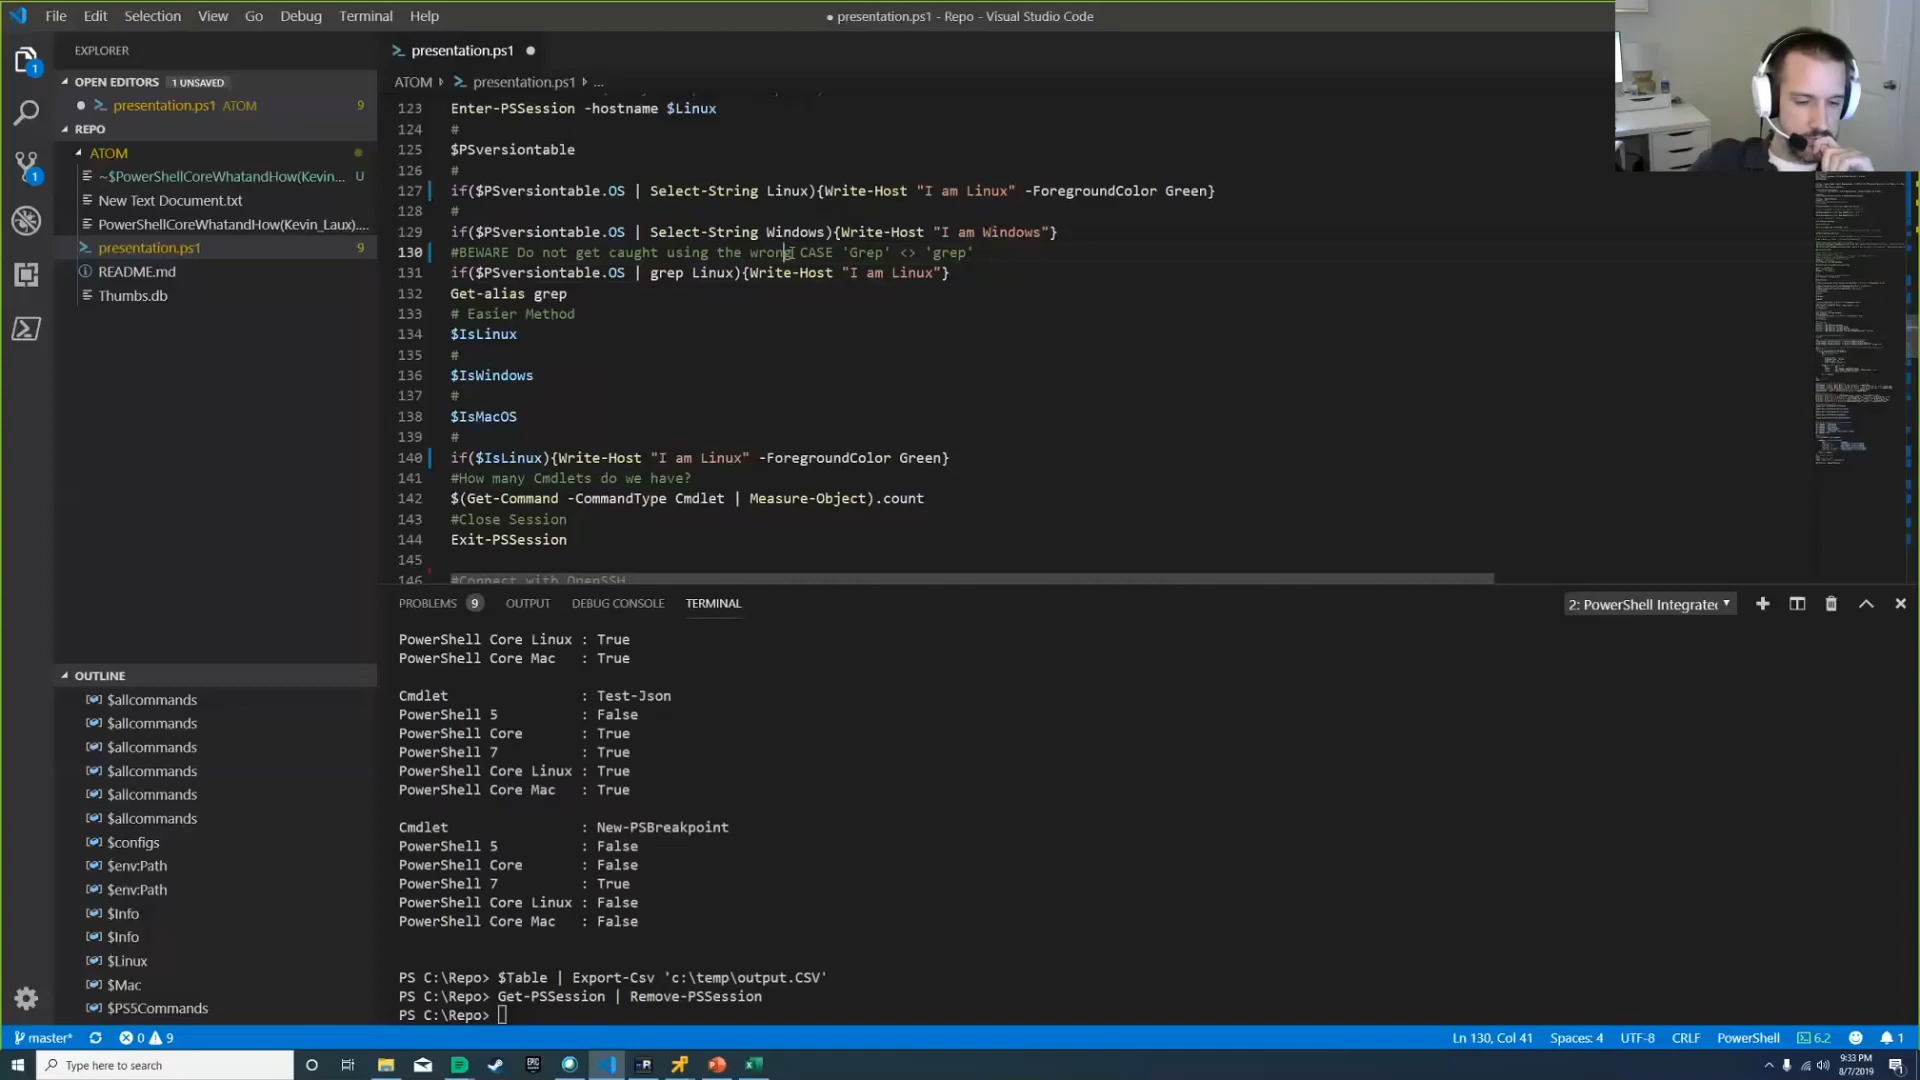 File Edit Selection View Go Debug Terminal Help
● presentation.ps1 - Repo - Visual Studio Code
EXPLORER
OPEN EDITORS 1 UNSAVED
presentation.ps1 ATOM 9
REPO
ATOM
~$PowerShellCoreWhatandHow(Kevin... U
New Text Document.txt
PowerShellCoreWhatandHow(Kevin_Laux)....
presentation.ps1 9
README.md
Thumbs.db
OUTLINE
$allcommands
$allcommands
$allcommands
$allcommands
$allcommands
$allcommands
$configs
$env:Path
$env:Path
$Info
$Info
$Linux
$Mac
$PS5Commands
presentation.ps1
ATOM presentation.ps1 ...
123 Enter-PSSession -hostname $Linux
124 #
125 $PSversiontable
126 #
127 if($PSversiontable.OS | Select-String Linux){Write-Host "I am Linux" -ForegroundColor Green}
128 #
129 if($PSversiontable.OS | Select-String Windows){Write-Host "I am Windows"}
130 #BEWARE Do not get caught using the wrong CASE 'Grep' <> 'grep'
131 if($PSversiontable.OS | grep Linux){Write-Host "I am Linux"}
132 Get-alias grep
133 # Easier Method
134 $IsLinux
135 #
136 $IsWindows
137 #
138 $IsMacOS
139 #
140 if($IsLinux){Write-Host "I am Linux" -ForegroundColor Green}
141 #How many Cmdlets do we have?
142 $(Get-Command -CommandType Cmdlet | Measure-Object).count
143 #Close Session
144 Exit-PSSession
145
146 #Connect with OpenSSH
PROBLEMS 9 OUTPUT DEBUG CONSOLE TERMINAL
2: PowerShell Integrated
PowerShell Core Linux : True
PowerShell Core Mac : True
Cmdlet : Test-Json
PowerShell 5 : False
PowerShell Core : True
PowerShell 7 : True
PowerShell Core Linux : True
PowerShell Core Mac : True
Cmdlet : New-PSBreakpoint
PowerShell 5 : False
PowerShell Core : False
PowerShell 7 : True
PowerShell Core Linux : False
PowerShell Core Mac : False
PS C:\Repo> $Table | Export-Csv 'c:\temp\output.CSV'
PS C:\Repo> Get-PSSession | Remove-PSSession
PS C:\Repo>
master* 0 9
Ln 130, Col 41 Spaces: 4 UTF-8 CRLF PowerShell 6.2 1
Type here to search
9:33 PM
8/7/2019